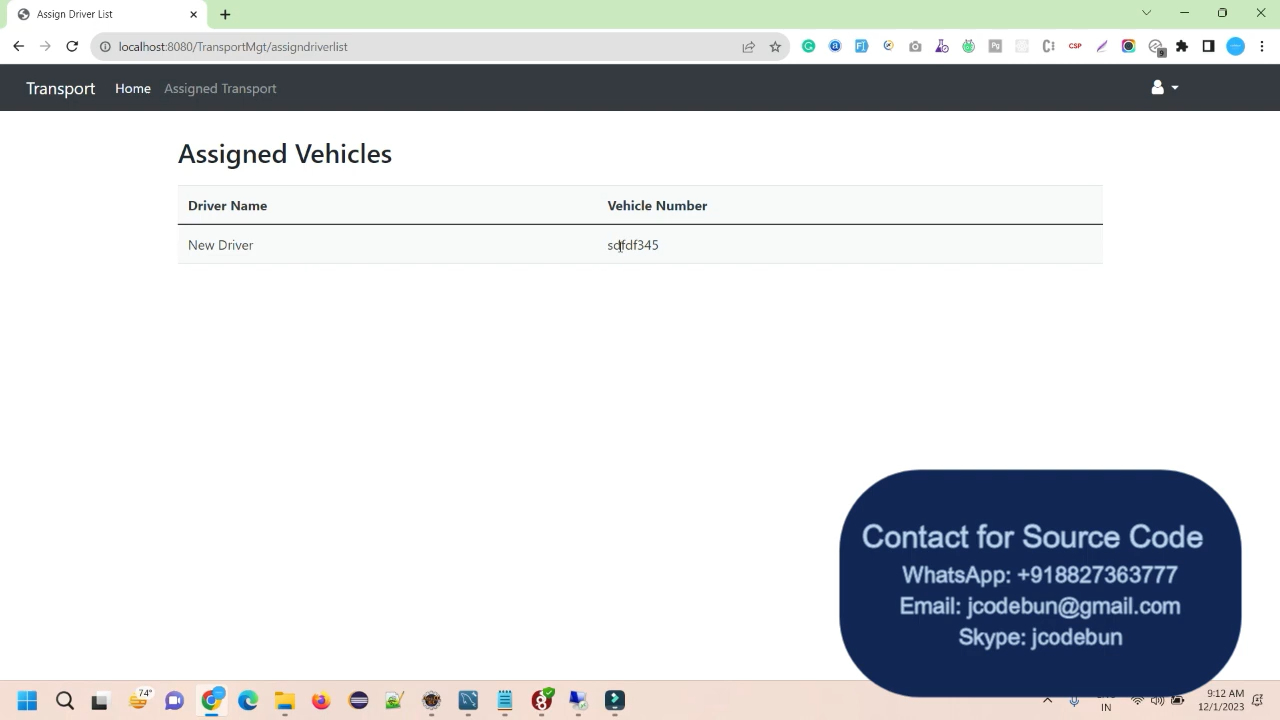 Assign Driver List
localhost:8080/TransportMgt/assigndriverlist
CSP
9
Transport Home Assigned Transport
Assigned Vehicles
Driver Name Vehicle Number
New Driver sdfdf345
Contact for Source Code
WhatsApp: +918827363777
Email: jcodebun@gmail.com
Skype: jcodebun
74°
IN
9:12 AM
12/1/2023